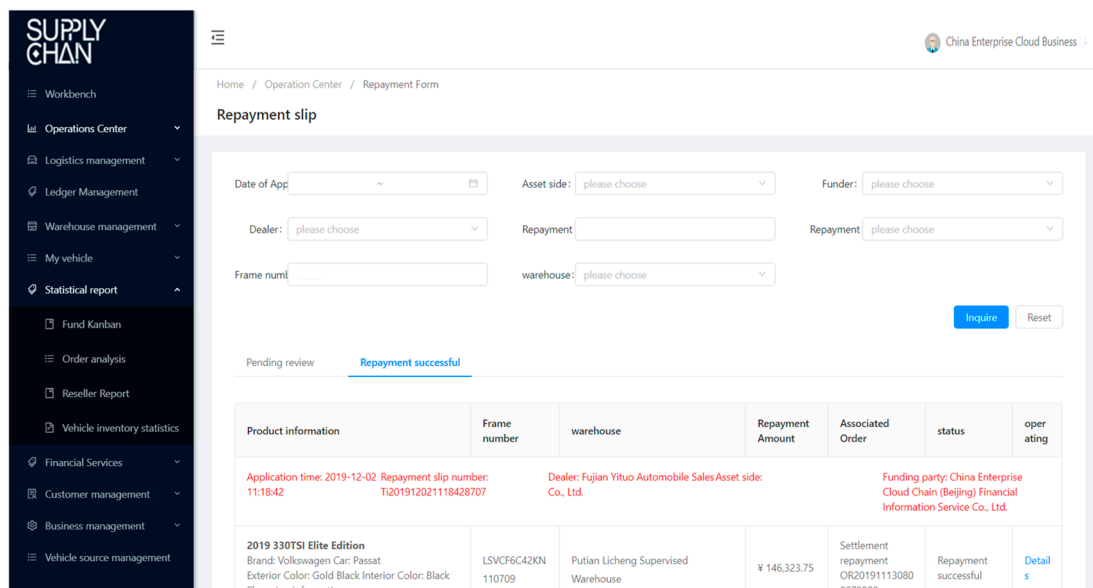 SUPPLY
CHAN
China Enterprise Cloud Business
Workbench
Operations Center
Logistics management
Ledger Management
Warehouse management
My vehicle
Statistical report
Fund Kanban
Order analysis
Reseller Report
Vehicle inventory statistics
Financial Services
Customer management
Business management
Vehicle source management
Home / Operation Center / Repayment Form
Repayment slip
Date of App ~ Asset side: please choose Funder: please choose
Dealer: please choose Repayment Repayment please choose
Frame numb warehouse: please choose
Inquire Reset
Pending review Repayment successful
Product information Frame number warehouse Repayment Amount Associated Order status oper ating
Application time: 2019-12-02 Repayment slip number: Dealer: Fujian Yituo Automobile Sales Asset side: Funding party: China Enterprise
11:18:42 Ti201912021118428707 Co., Ltd. Cloud Chain (Beijing) Financial
Information Service Co., Ltd.
2019 330TSI Elite Edition Settlement
Brand: Volkswagen Car: Passat LSVCF6C42KN Putian Licheng Supervised repayment Repayment Detail
Exterior Color: Gold Black Interior Color: Black 110709 Warehouse ¥ 146,323.75 OR20191113080 successful s